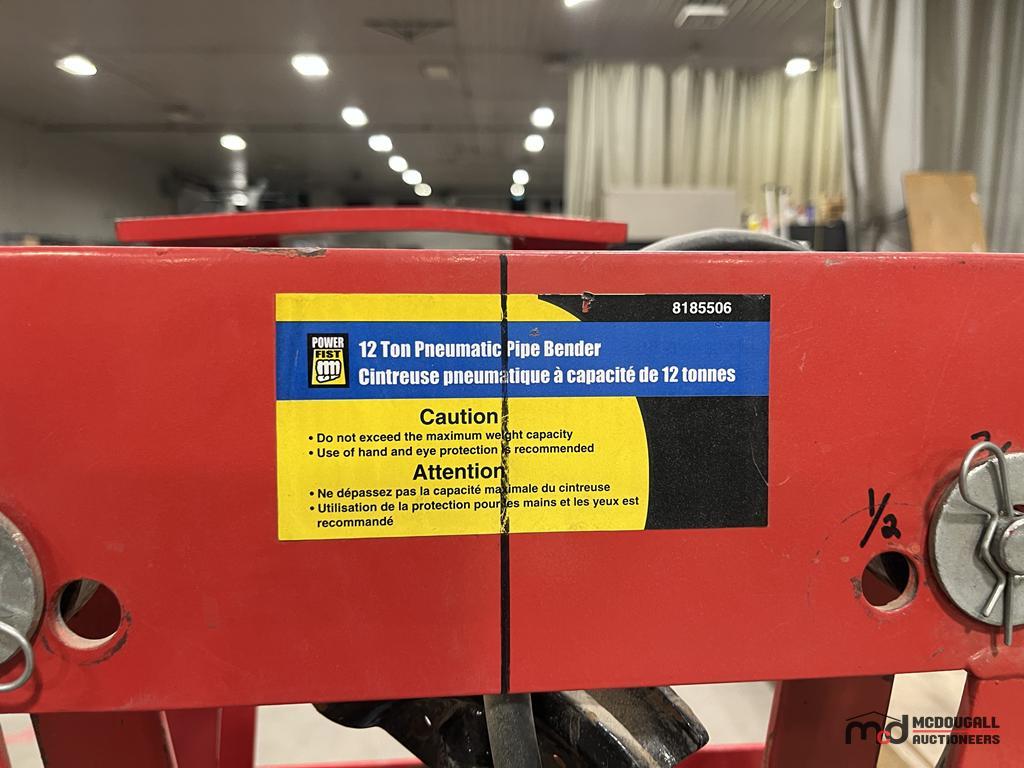 8185506
POWER
FIST
12 Ton Pneumatic Pipe Bender
Cintreuse pneumatique à capacité de 12 tonnes
Caution
• Do not exceed the maximum weight capacity
• Use of hand and eye protection is recommended
Attention
• Ne dépassez pas la capacité maximale du cintreuse
• Utilisation de la protection pour les mains et les yeux est
recommandé
1/2
mcd MCDOUGALL
AUCTIONEERS